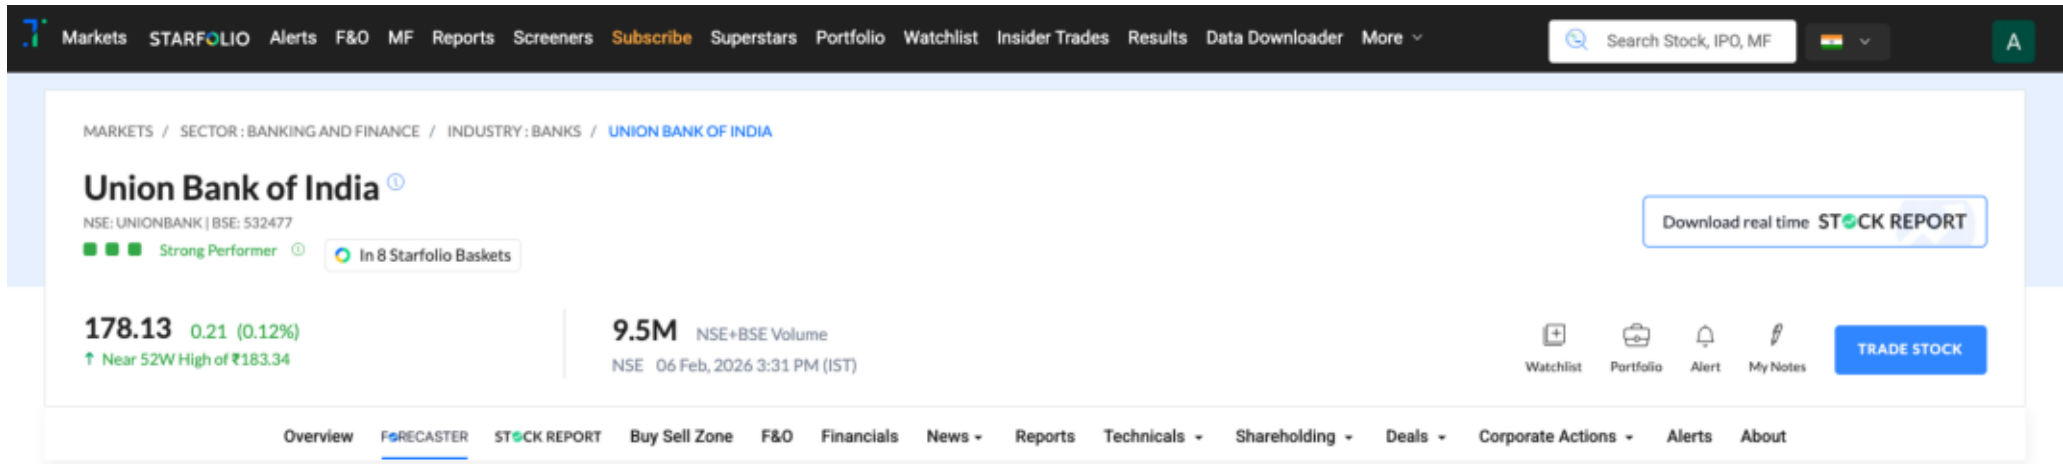 Markets STARFOLIO Alerts F&O MF Reports Screeners Subscribe Superstars Portfolio Watchlist Insider Trades Results Data Downloader More Search Stock, IPO, MF A
MARKETS / SECTOR : BANKING AND FINANCE / INDUSTRY : BANKS / UNION BANK OF INDIA
Union Bank of India
NSE: UNIONBANK | BSE: 532477
Strong Performer In 8 Starfolio Baskets
Download real time STOCK REPORT
178.13 0.21 (0.12%)
↑ Near 52W High of ₹183.34
9.5M NSE+BSE Volume
NSE 06 Feb, 2026 3:31 PM (IST)
Watchlist Portfolio Alert My Notes TRADE STOCK
Overview FORECASTER STOCK REPORT Buy Sell Zone F&O Financials News Reports Technicals Shareholding Deals Corporate Actions Alerts About